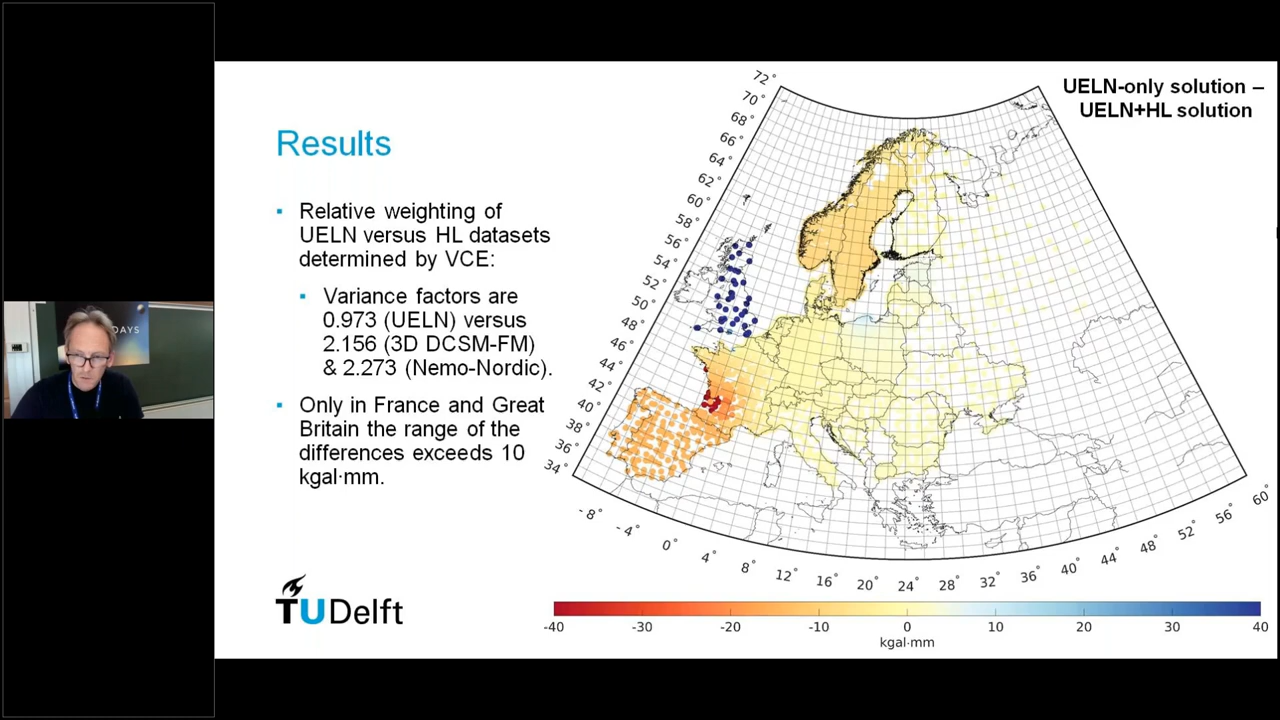 UELN-only solution –
UELN+HL solution
Results
▪ Relative weighting of
UELN versus HL datasets
determined by VCE:
▪ Variance factors are
0.973 (UELN) versus
2.156 (3D DCSM-FM)
& 2.273 (Nemo-Nordic).
▪ Only in France and Great
Britain the range of the
differences exceeds 10
kgal·mm.
72°
70°
68°
66°
64°
62°
60°
58°
56°
54°
52°
50°
48°
46°
44°
42°
40°
38°
36°
34°
-8° -4° 0° 4° 8° 12° 16° 20° 24° 28° 32° 36° 40° 44° 48° 52° 56° 60°
-40 -30 -20 -10 0 10 20 30 40
kgal·mm
TUDelft
DAYS